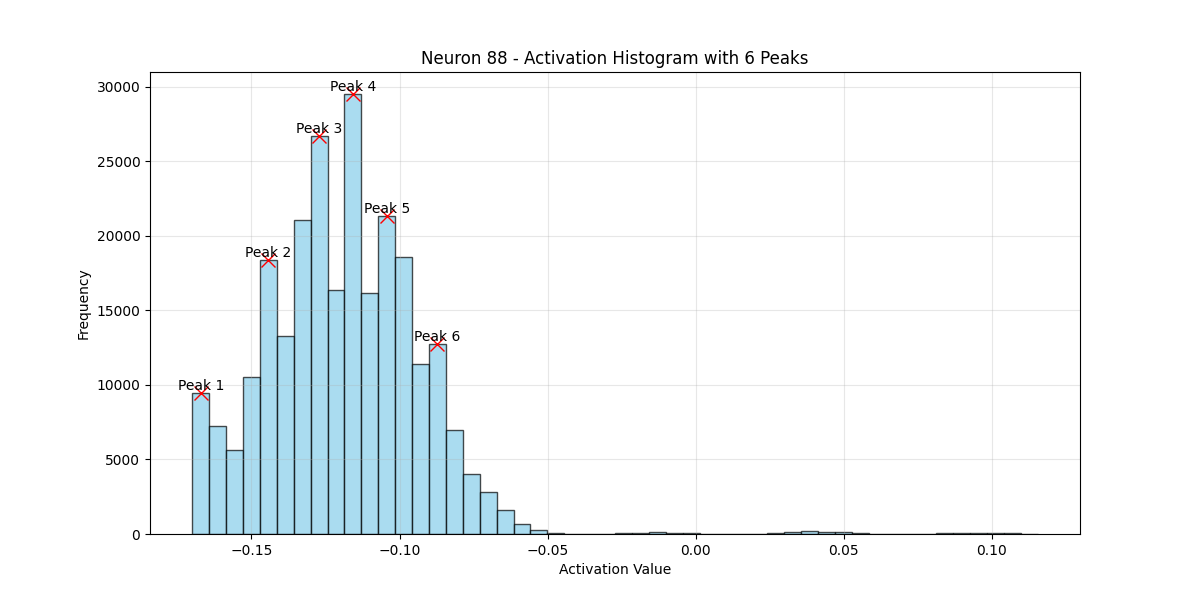 Neuron 88 - Activation Histogram with 6 Peaks
Peak 4
Peak 3
Peak 5
Peak 2
Peak 6
Peak 1
30000
25000
20000
15000
10000
5000
0
Frequency
−0.15
−0.10
−0.05
0.00
0.05
0.10
Activation Value